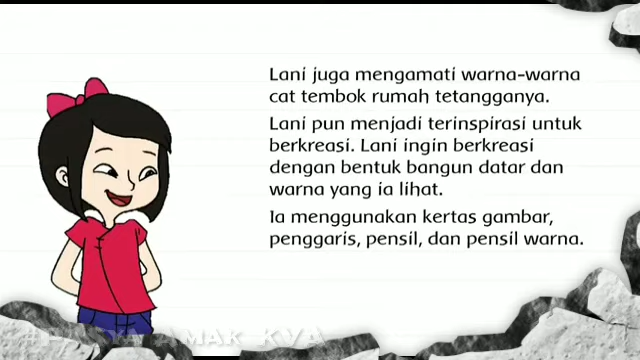 Lani juga mengamati warna-warna
cat tembok rumah tetangganya.
Lani pun menjadi terinspirasi untuk
berkreasi. Lani ingin berkreasi
dengan bentuk bangun datar dan
warna yang ia lihat.
Ia menggunakan kertas gambar,
penggaris, pensil, dan pensil warna.